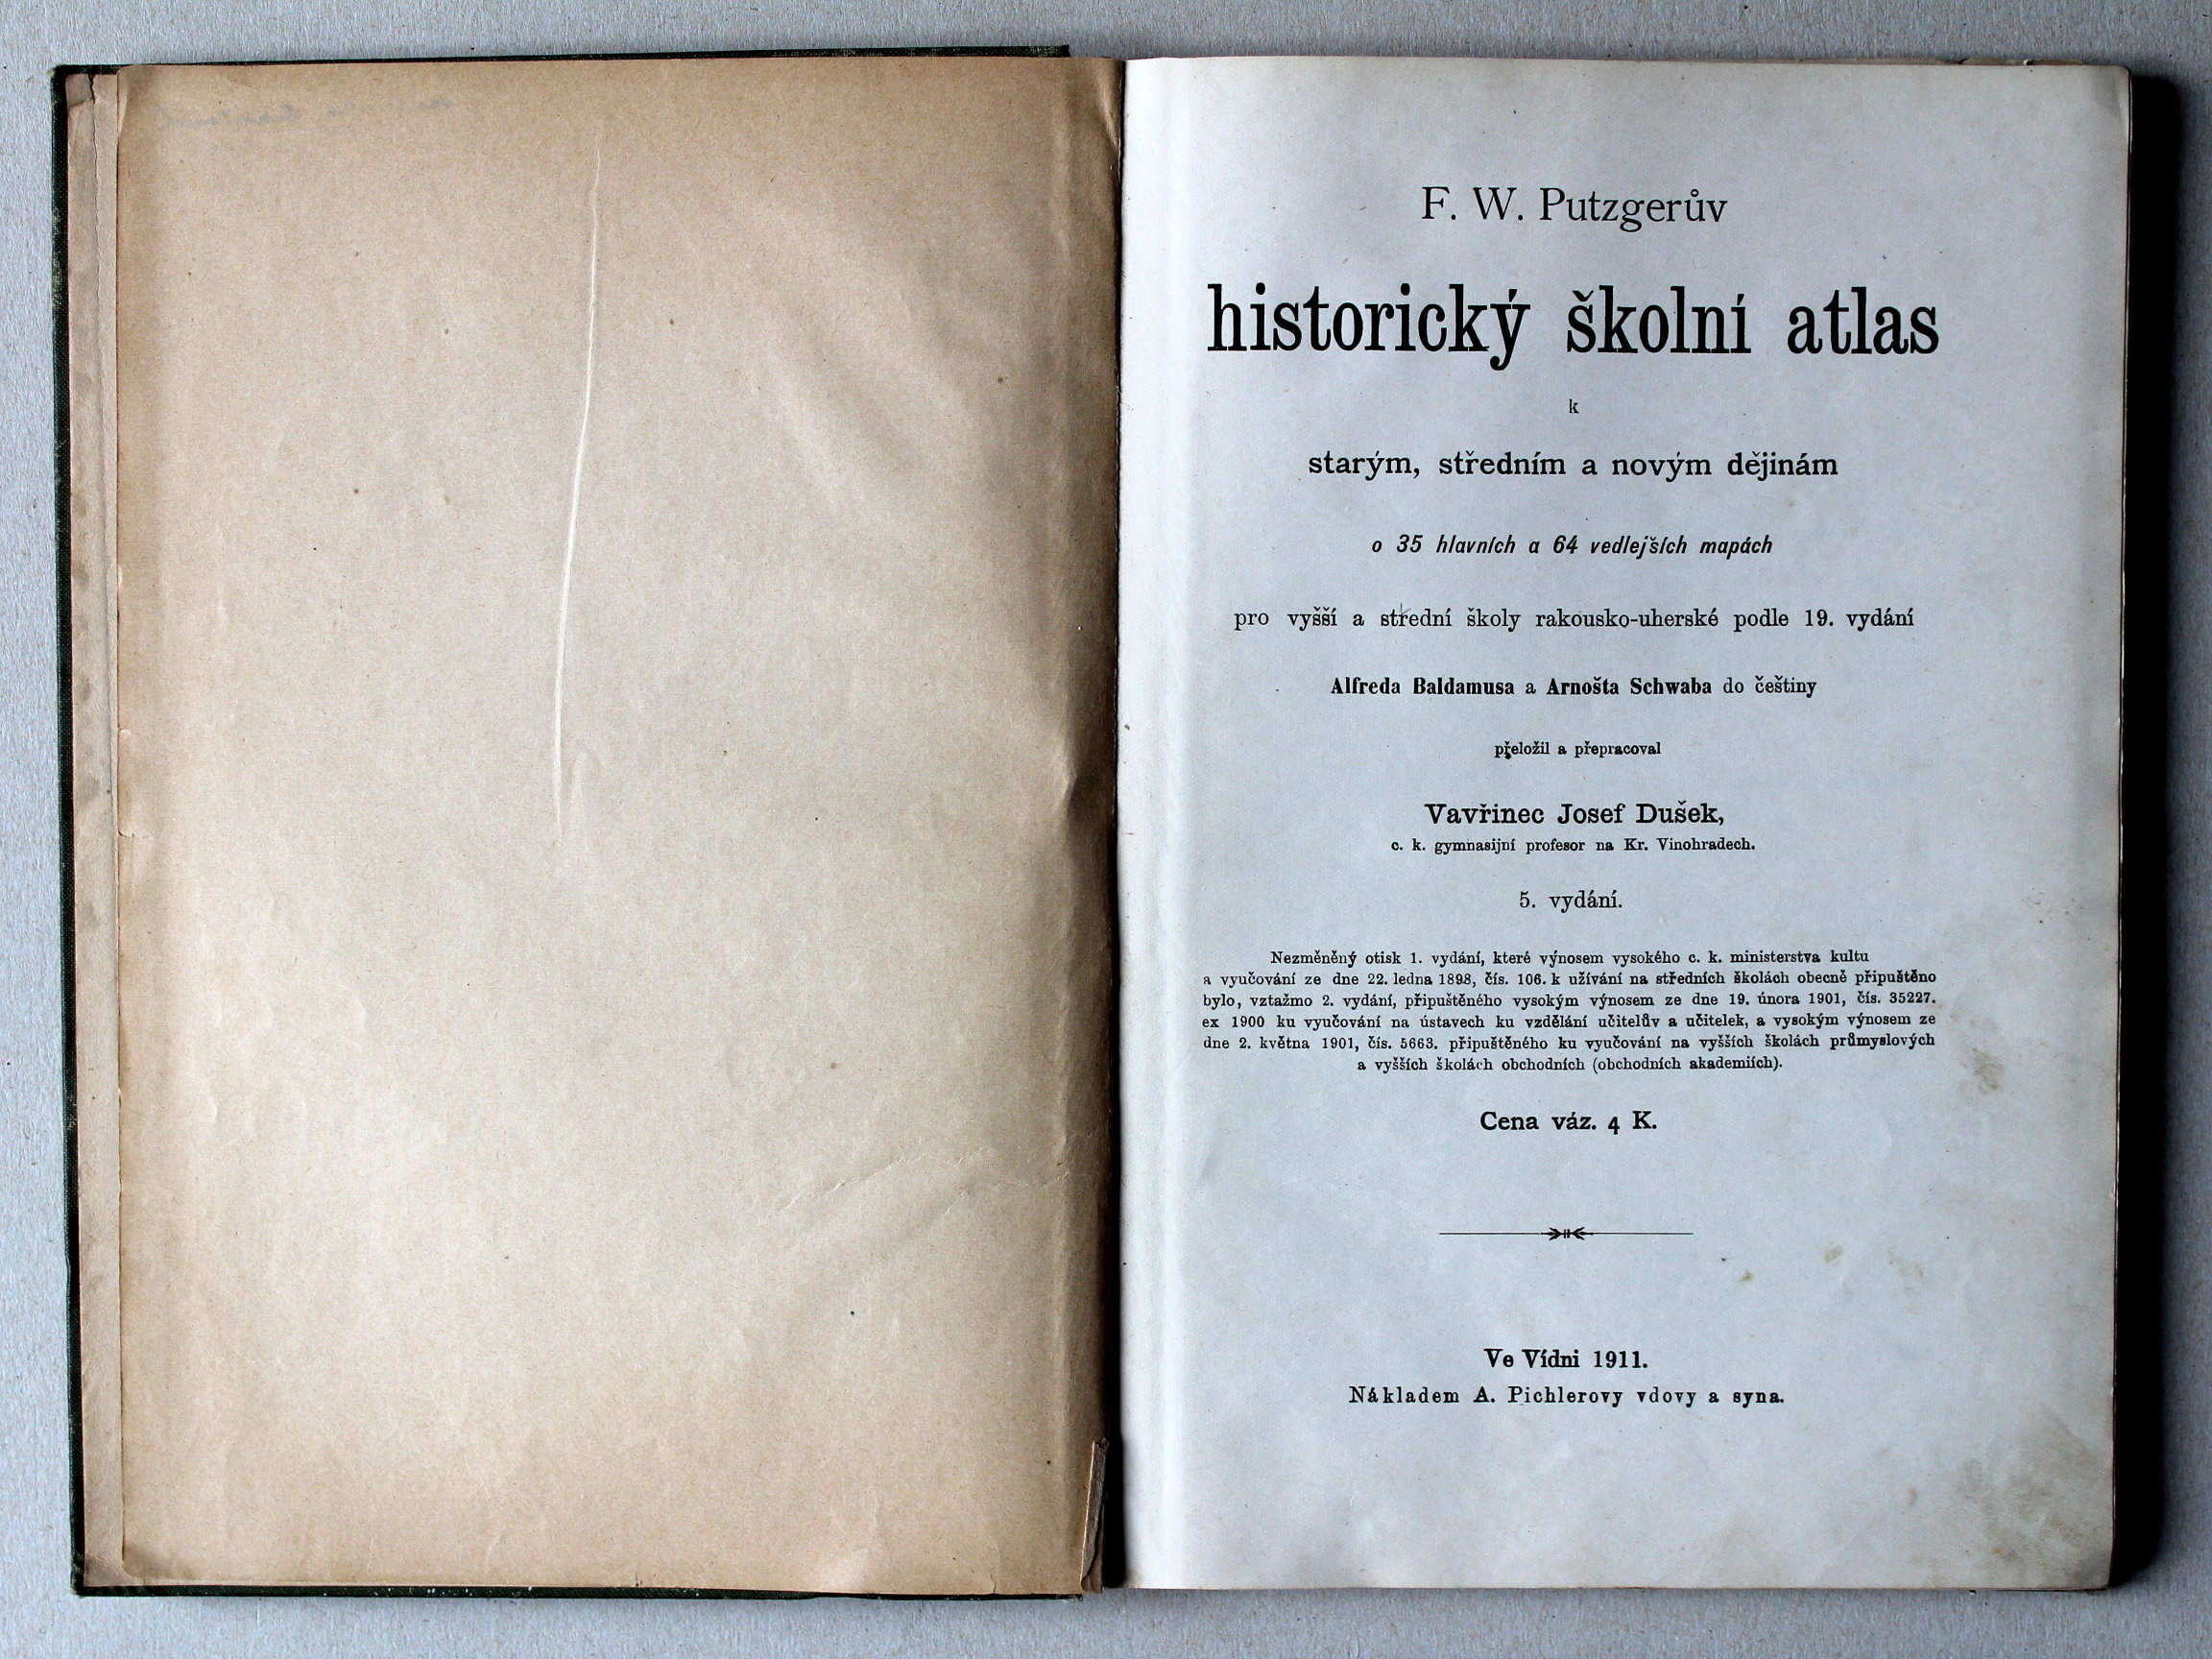 F. W. Putzgerův
historický školní atlas
k
starým, středním a novým dějinám
o 35 hlavních a 64 vedlejších mapách
pro vyšší a střední školy rakousko-uherské podle 19. vydání
Alfreda Baldamusa a Arnošta Schwaba do češtiny
přeložil a přepracoval
Vavřinec Josef Dušek,
c. k. gymnasijní profesor na Kr. Vinohradech.
5. vydání.
Nezměněný otisk 1. vydání, které výnosem vysokého c. k. ministerstva kultu
a vyučování ze dne 22. ledna 1898, čís. 106. k užívání na středních školách obecně připuštěno
bylo, vztažmo 2. vydání, připuštěného vysokým výnosem ze dne 19. února 1901, čís. 35227.
ex 1900 ku vyučování na ústavech ku vzdělání učitelův a učitelek, a vysokým výnosem ze
dne 2. května 1901, čís. 5663. připuštěného ku vyučování na vyšších školách průmyslových
a vyšších školách obchodních (obchodních akademiích).
Cena váz. 4 K.
Ve Vídni 1911.
Nákladem A. Pichlerovy vdovy a syna.